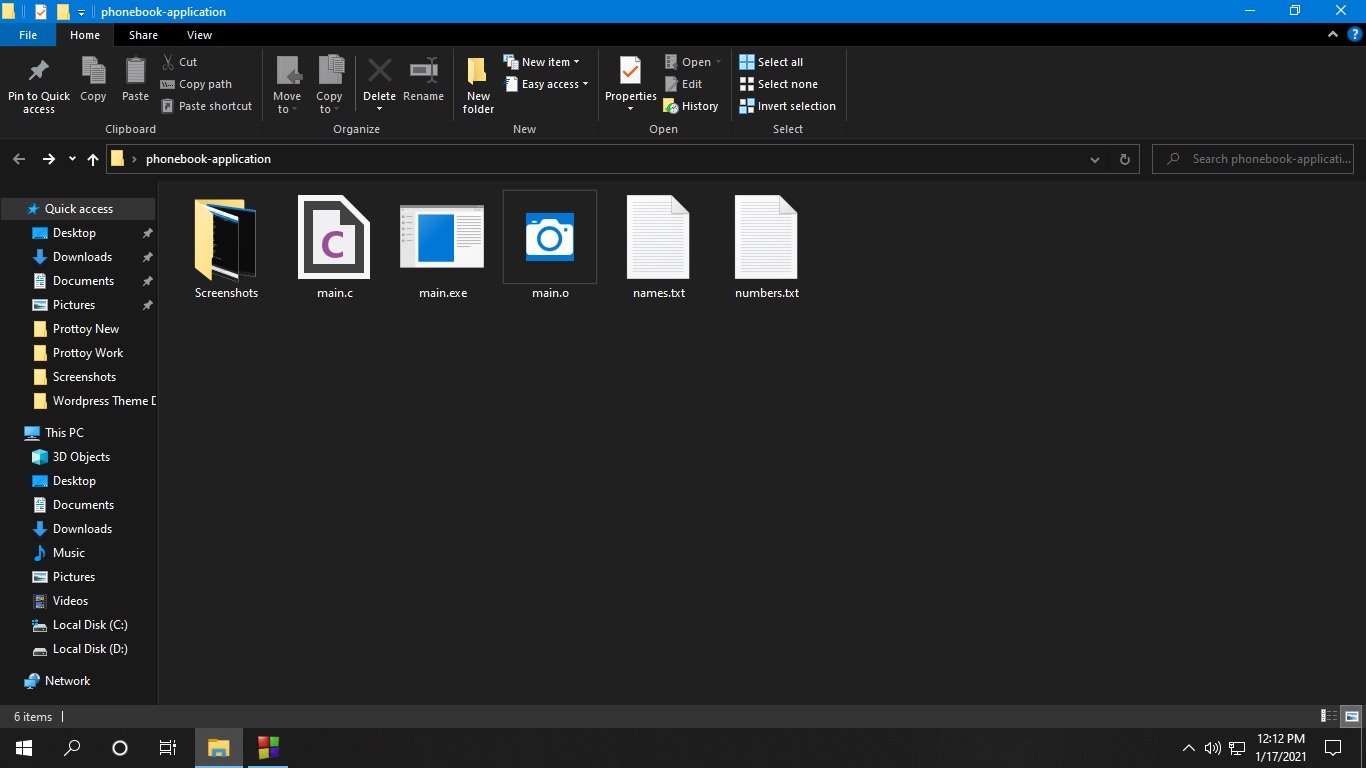 phonebook-application
File Home Share View
Pin to Quick access
Copy
Paste
Cut
Copy path
Paste shortcut
Clipboard
Move to
Copy to
Delete
Rename
Organize
New folder
New item
Easy access
New
Properties
Open
Edit
History
Open
Select all
Select none
Invert selection
Select
phonebook-application
Search phonebook-applicati...
Quick access
Desktop
Downloads
Documents
Pictures
Prottoy New
Prottoy Work
Screenshots
Wordpress Theme D
This PC
3D Objects
Desktop
Documents
Downloads
Music
Pictures
Videos
Local Disk (C:)
Local Disk (D:)
Network
C
Screenshots
main.c
main.exe
main.o
names.txt
numbers.txt
6 items
12:12 PM
1/17/2021